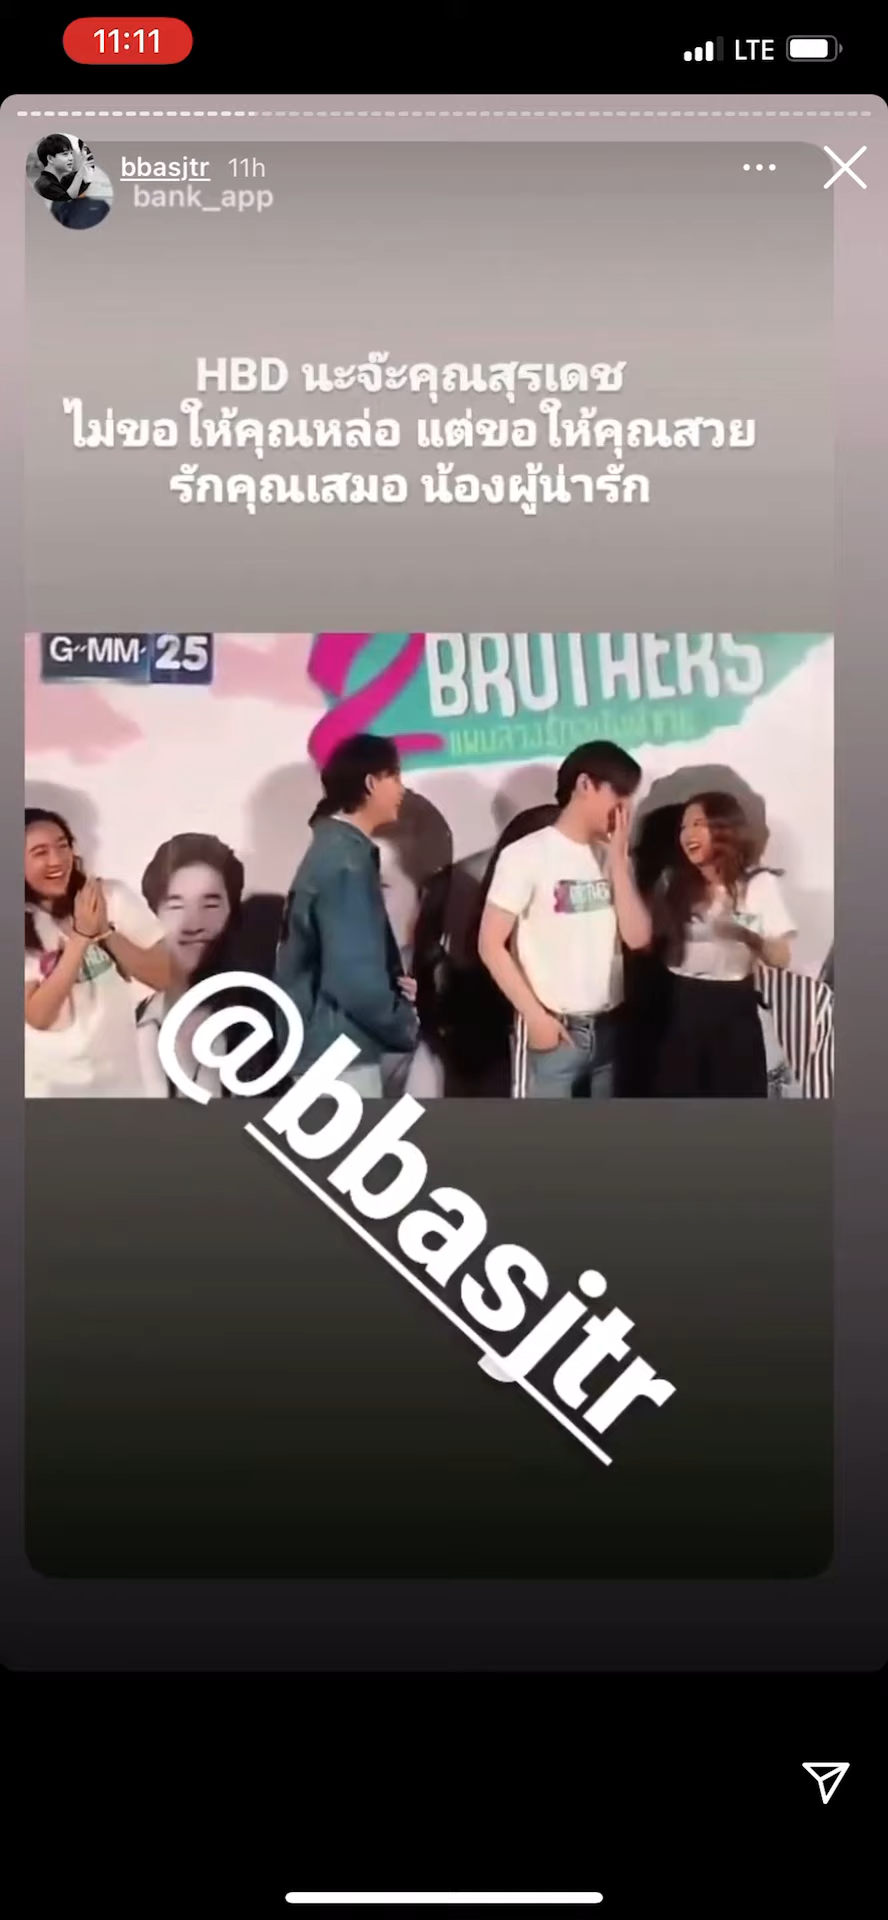 11:11
LTE
bbasjtr 11h
bank_app
HBD นะจ๊ะคุณสุรเดช
ไม่ขอให้คุณหล่อ แต่ขอให้คุณสวย
รักคุณเสมอ น้องผู้น่ารัก
GMM 25
2 BROTHERS
@bbasjtr